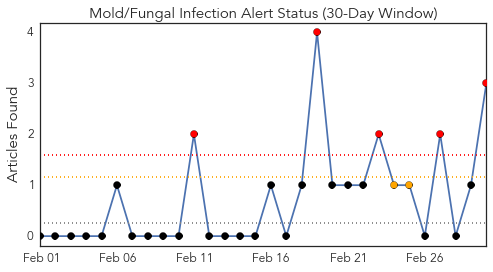 Mold/Fungal Infection Alert Status (30-Day Window)
Articles Found
4
3
2
1
0
Feb 01
Feb 06
Feb 11
Feb 16
Feb 21
Feb 26